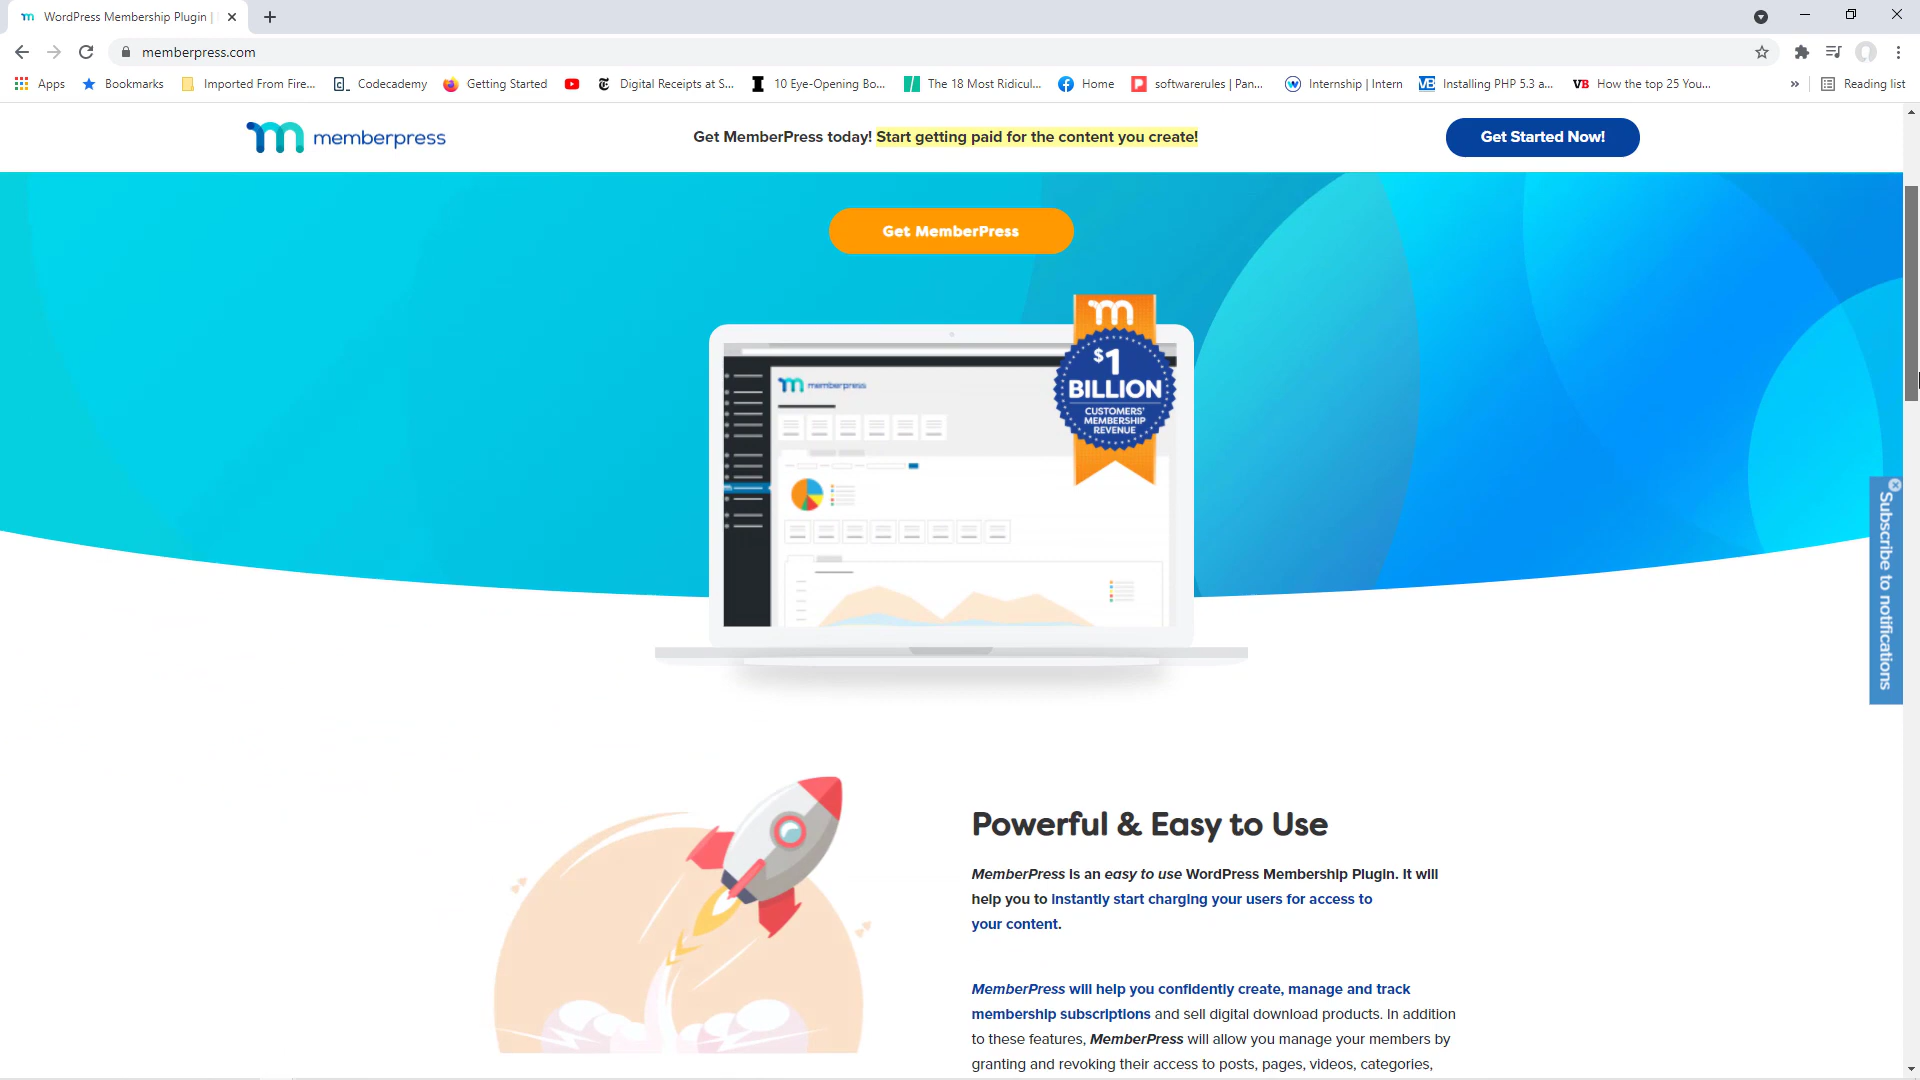 WordPress Membership Plugin |
memberpress.com
Apps
Bookmarks
Imported From Fire...
Codecademy
Getting Started
Digital Receipts at S...
10 Eye-Opening Bo...
The 18 Most Ridicul...
Home
softwarerules | Pan...
Internship | Intern
Installing PHP 5.3 a...
How the top 25 You...
»
Reading list
memberpress
Get MemberPress today! Start getting paid for the content you create!
Get Started Now!
Get MemberPress
memberpress
$1
BILLION
CUSTOMERS'
MEMBERSHIP
REVENUE
Subscribe to notifications
Powerful & Easy to Use
MemberPress is an easy to use WordPress Membership Plugin. It will
help you to instantly start charging your users for access to
your content.
MemberPress will help you confidently create, manage and track
membership subscriptions and sell digital download products. In addition
to these features, MemberPress will allow you manage your members by
granting and revoking their access to posts, pages, videos, categories,